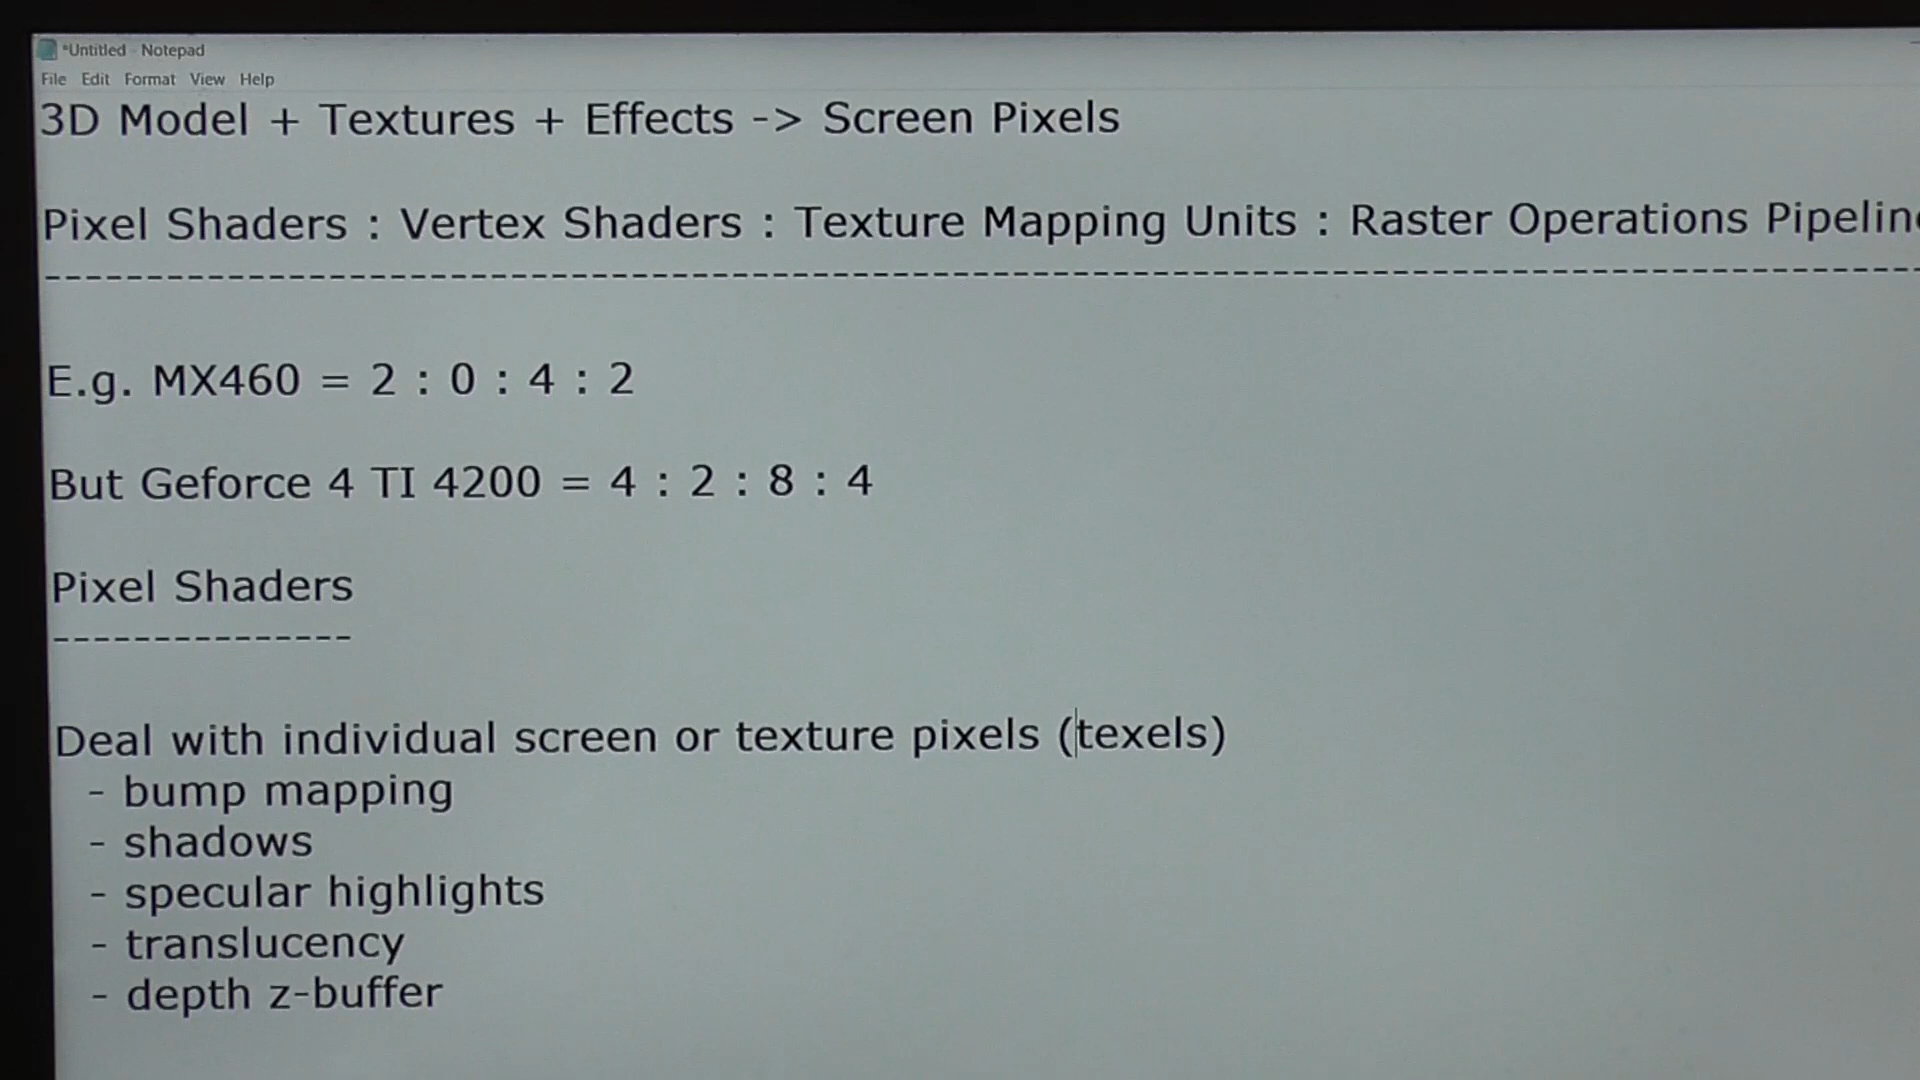 *Untitled - Notepad
File Edit Format View Help
3D Model + Textures + Effects -> Screen Pixels
Pixel Shaders : Vertex Shaders : Texture Mapping Units : Raster Operations Pipelin
--------------------------------------------------------------------------------------------
E.g. MX460 = 2 : 0 : 4 : 2
But Geforce 4 TI 4200 = 4 : 2 : 8 : 4
Pixel Shaders
---------------
Deal with individual screen or texture pixels (texels)
- bump mapping
- shadows
- specular highlights
- translucency
- depth z-buffer